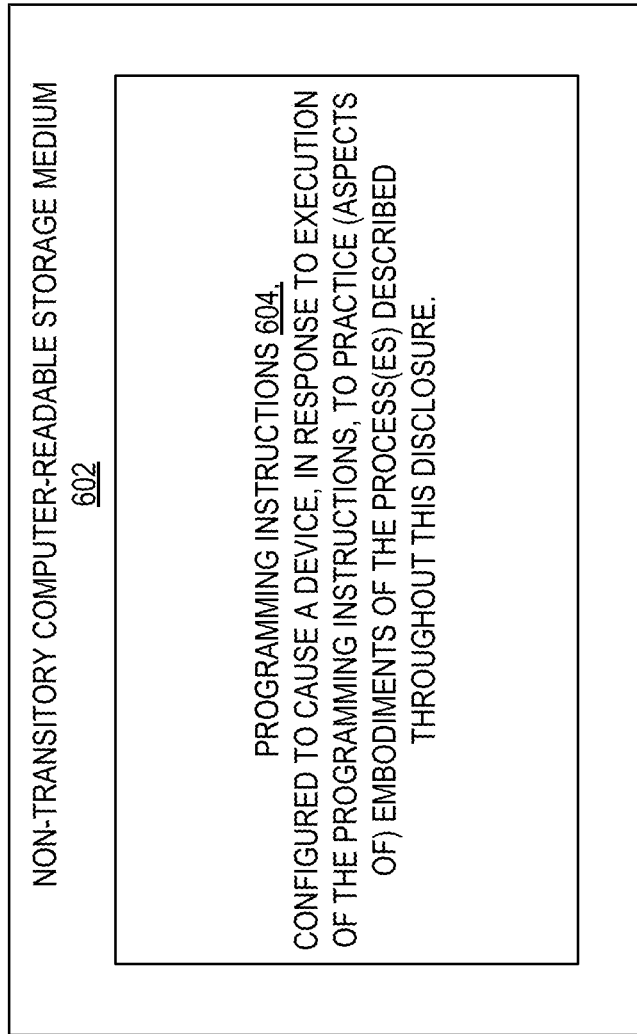 NON-TRANSITORY COMPUTER-READABLE STORAGE MEDIUM
602
PROGRAMMING INSTRUCTIONS 604,
CONFIGURED TO CAUSE A DEVICE, IN RESPONSE TO EXECUTION
OF THE PROGRAMMING INSTRUCTIONS, TO PRACTICE (ASPECTS
OF) EMBODIMENTS OF THE PROCESS(ES) DESCRIBED
THROUGHOUT THIS DISCLOSURE.